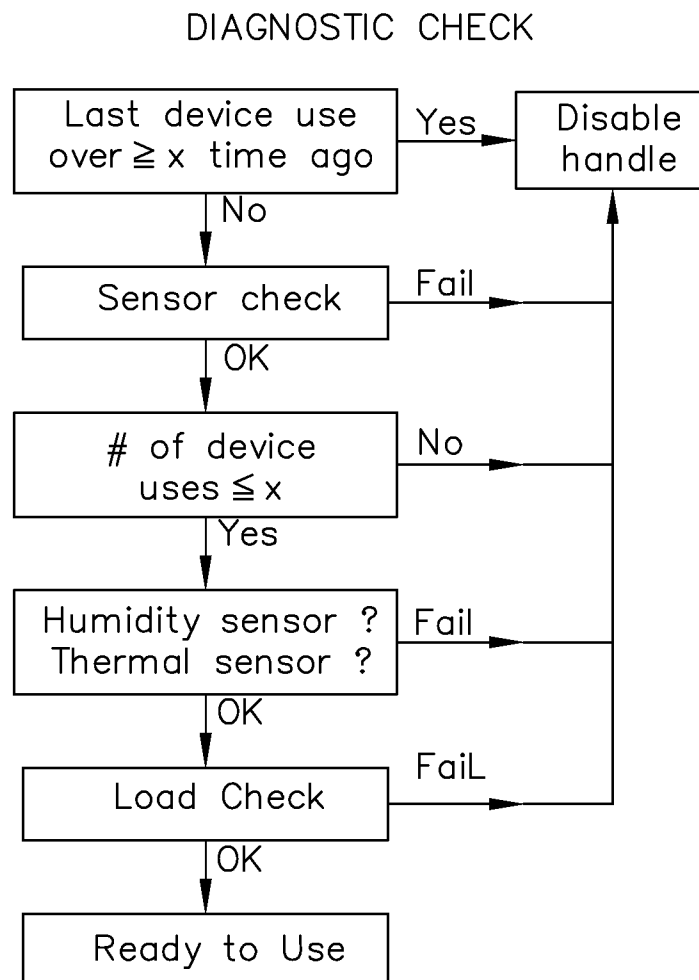 DIAGNOSTIC CHECK
Last device use
over ≧ x time ago
Yes
Disable
handle
No
Sensor check
Fail
OK
# of device
uses ≦ x
No
Yes
Humidity sensor ?
Thermal sensor ?
Fail
OK
Load Check
FaiL
OK
Ready to Use